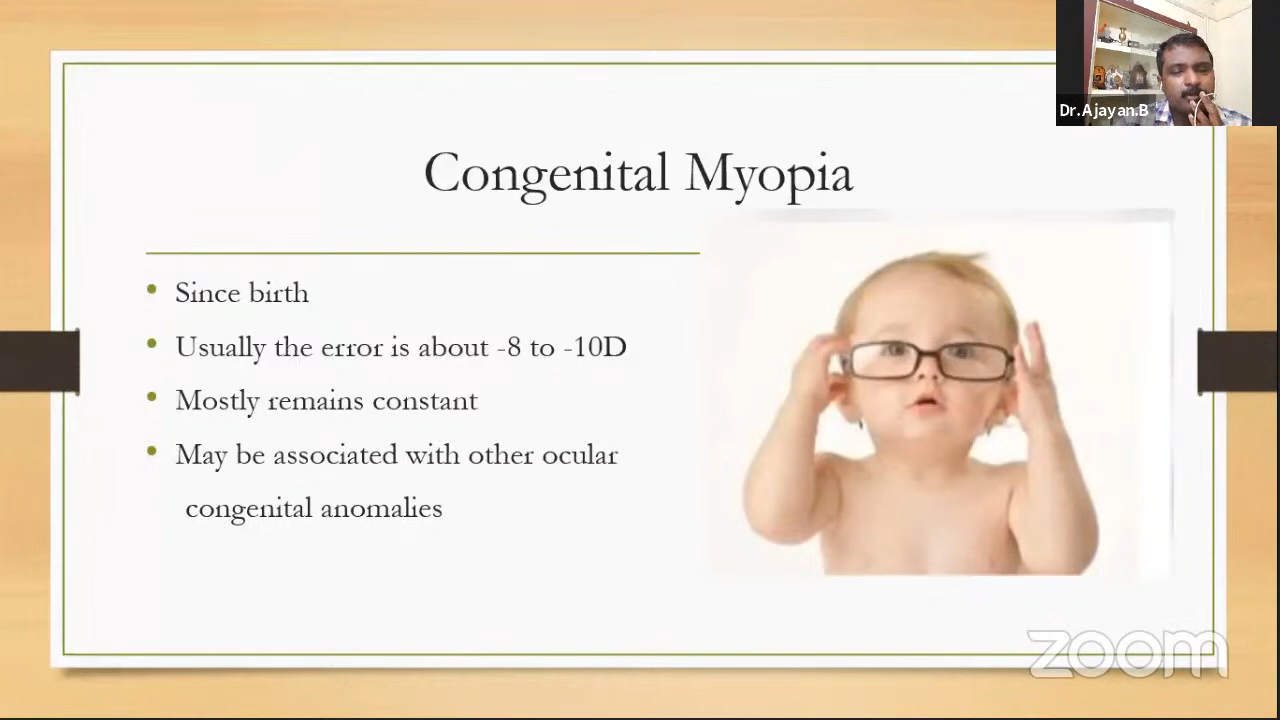 Dr.Ajayan.B
Congenital Myopia
• Since birth
• Usually the error is about -8 to -10D
• Mostly remains constant
• May be associated with other ocular
congenital anomalies
zoom